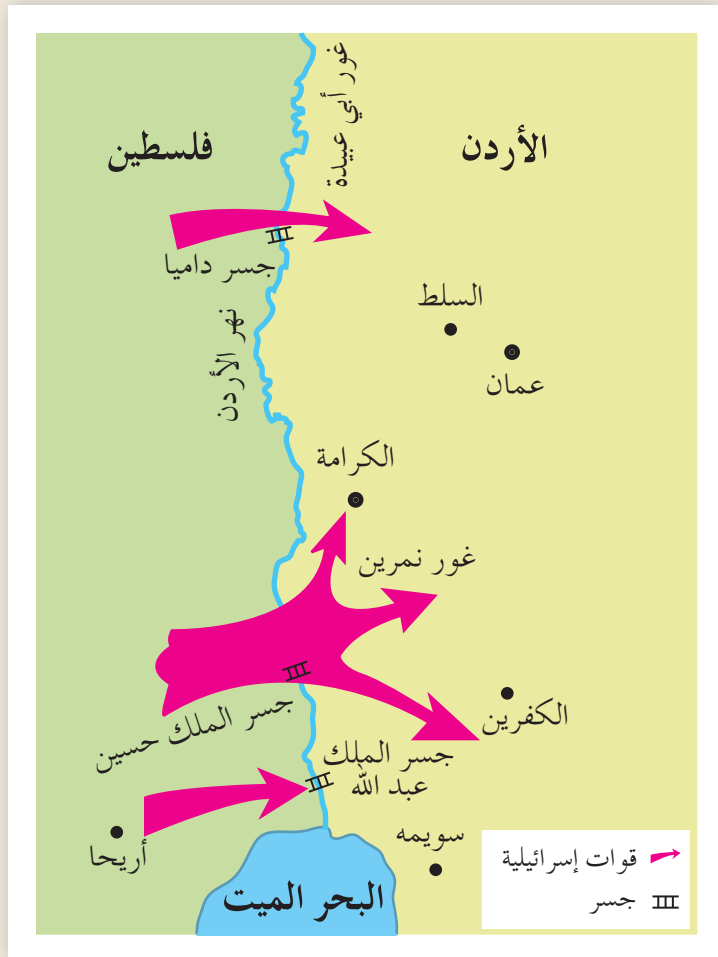 غور أبي عبيدة
الأردن
فلسطين
جسر داميا
نهر الأردن
السلط
عمان
الكرامة
غور نمرين
الكفرين
جسر الملك حسين
جسر الملك
عبد الله
سويمه
أريحا
البحر الميت
قوات إسرائيلية
جسر